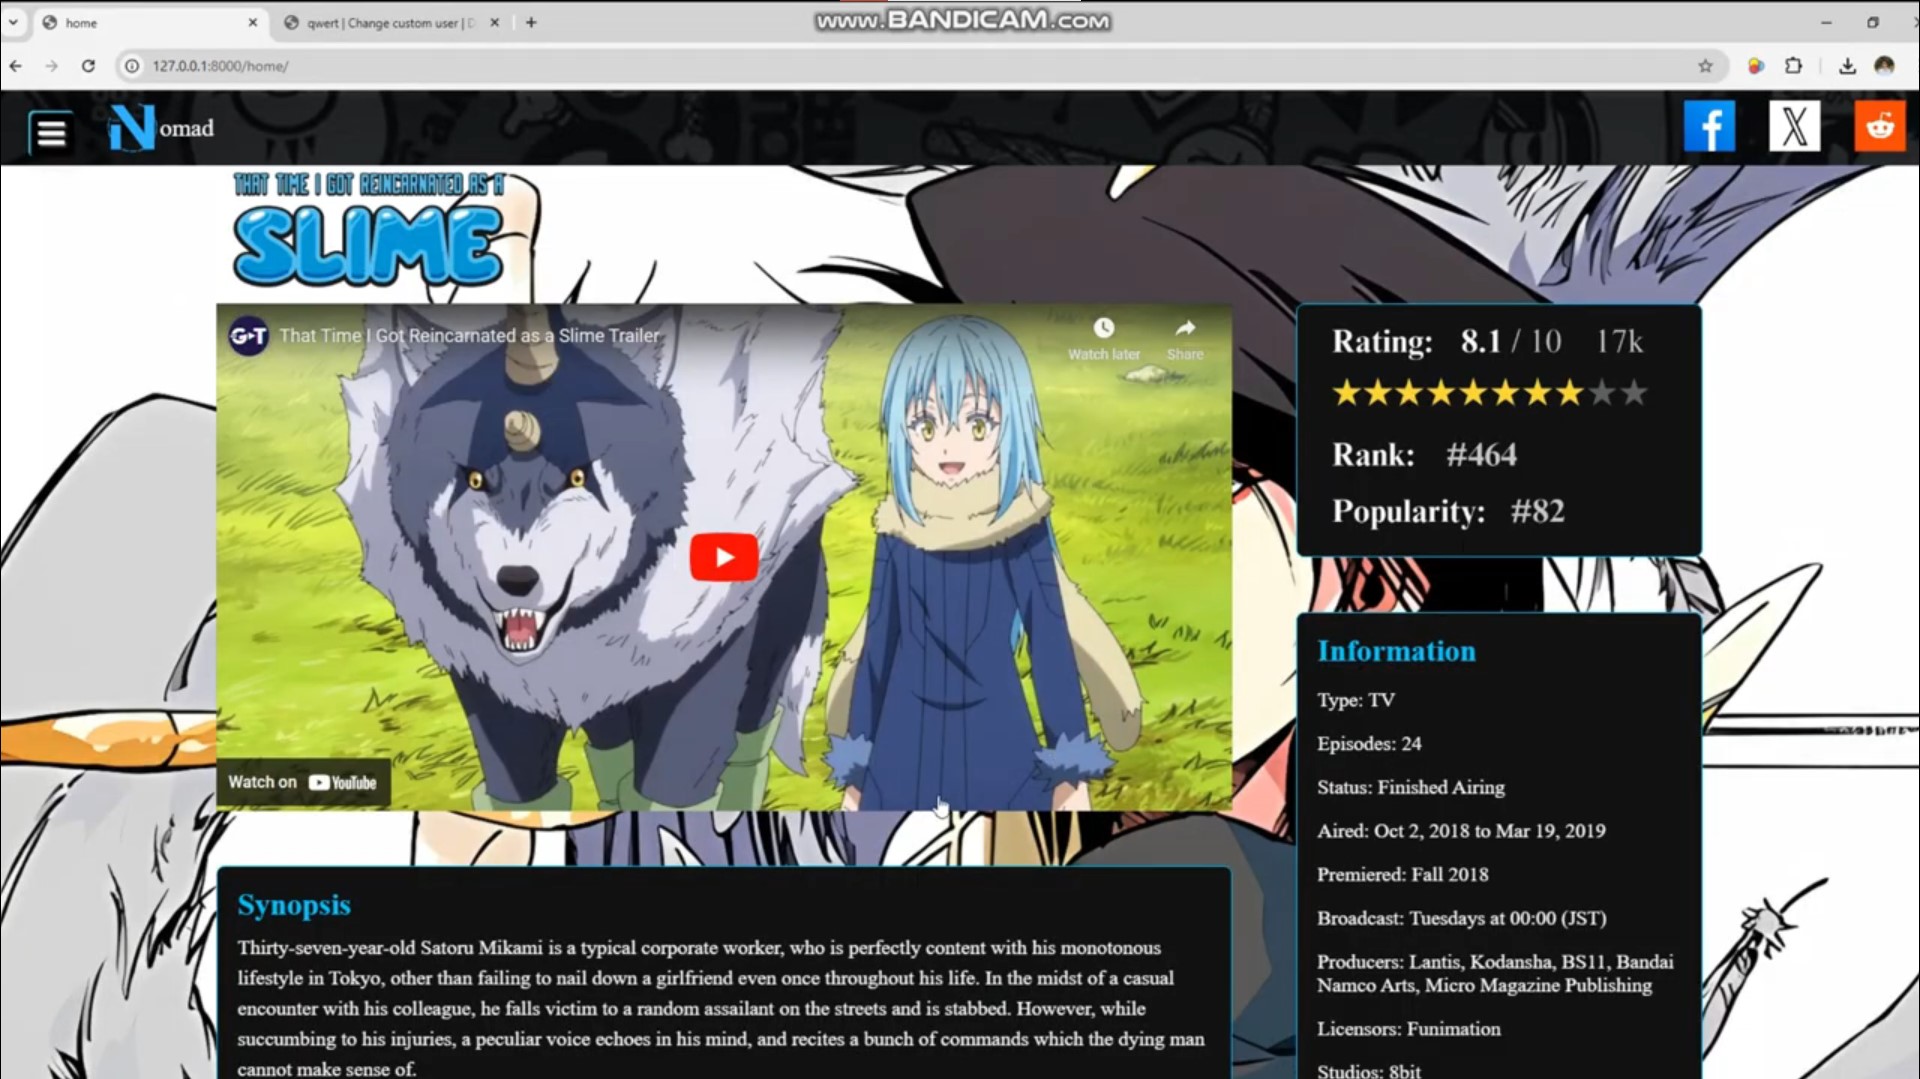 www.BANDICAM.com
home
qwert | Change custom user |
127.0.0.1:8000/home/
Nomad
THAT TIME I GOT REINCARNATED AS A
SLIME
That Time I Got Reincarnated as a Slime Trailer
Watch later
Share
Watch on YouTube
Rating: 8.1 / 10 17k
Rank: #464
Popularity: #82
Information
Type: TV
Episodes: 24
Status: Finished Airing
Aired: Oct 2, 2018 to Mar 19, 2019
Premiered: Fall 2018
Broadcast: Tuesdays at 00:00 (JST)
Producers: Lantis, Kodansha, BS11, Bandai
Namco Arts, Micro Magazine Publishing
Licensors: Funimation
Studios: 8bit
Synopsis
Thirty-seven-year-old Satoru Mikami is a typical corporate worker, who is perfectly content with his monotonous
lifestyle in Tokyo, other than failing to nail down a girlfriend even once throughout his life. In the midst of a casual
encounter with his colleague, he falls victim to a random assailant on the streets and is stabbed. However, while
succumbing to his injuries, a peculiar voice echoes in his mind, and recites a bunch of commands which the dying man
cannot make sense of.